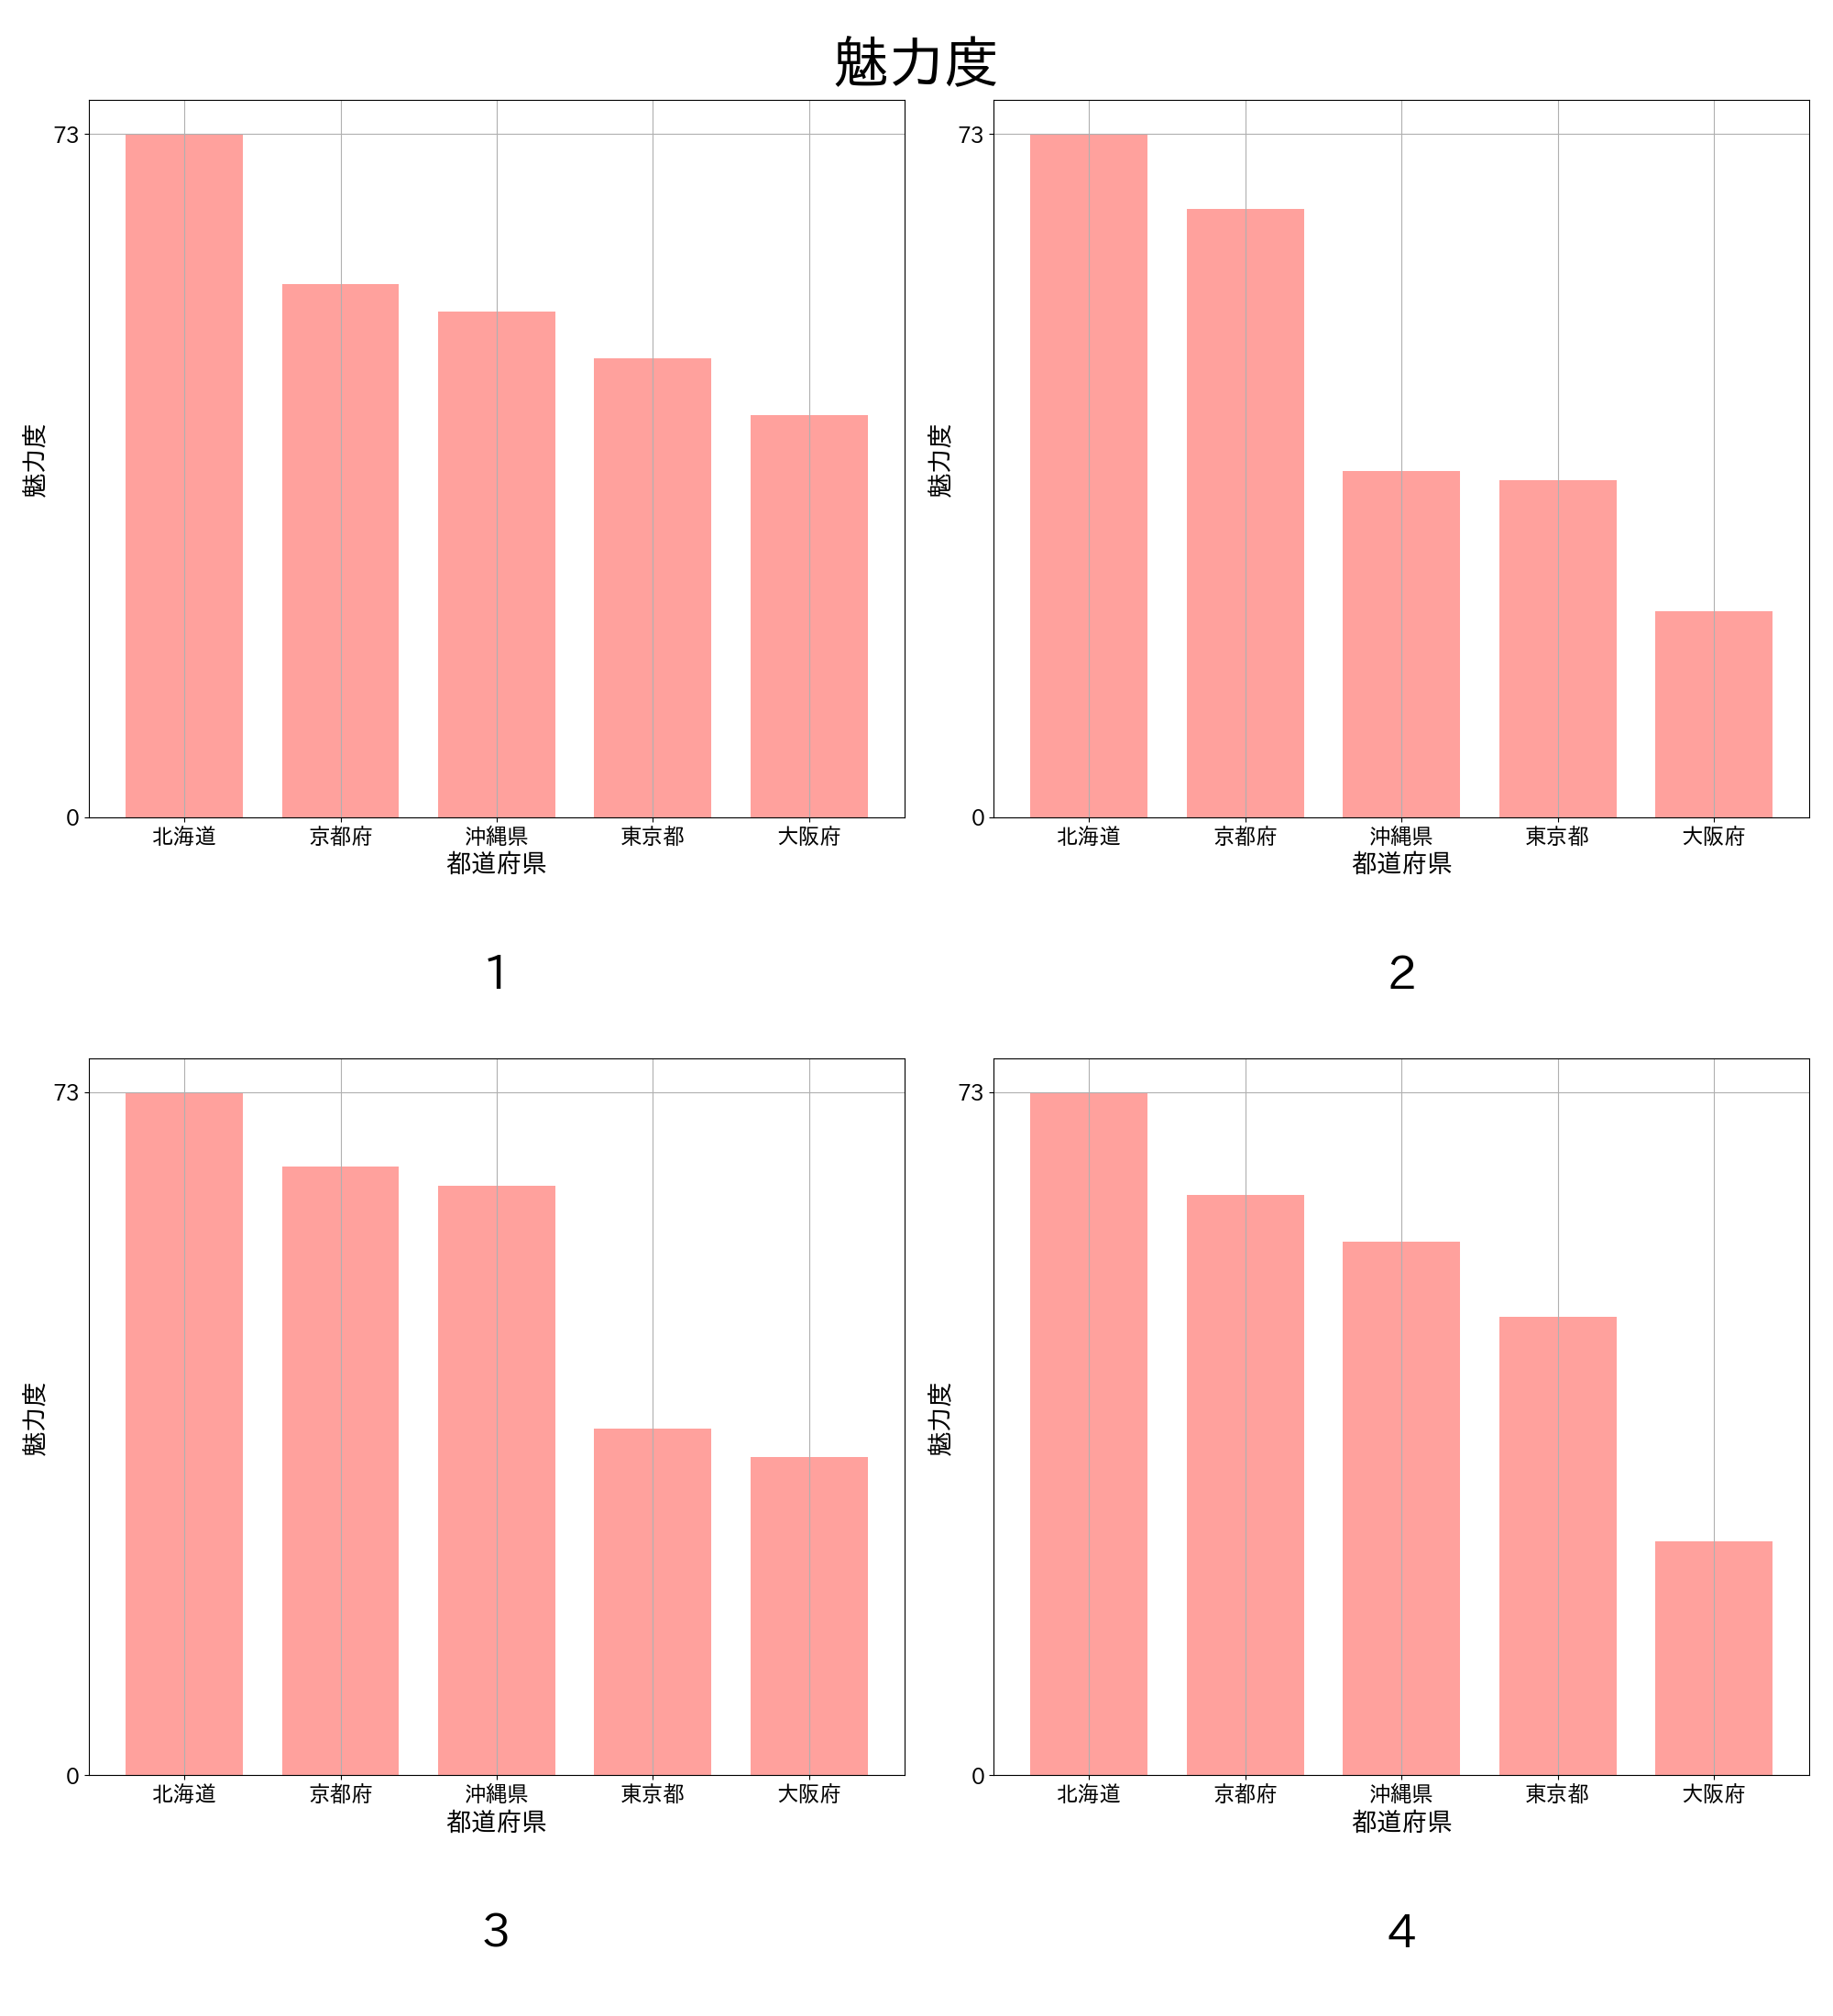 魅力度
73
0
魅力度
北海道 京都府 沖縄県 東京都 大阪府
都道府県
1
73
0
魅力度
北海道 京都府 沖縄県 東京都 大阪府
都道府県
2
73
0
魅力度
北海道 京都府 沖縄県 東京都 大阪府
都道府県
3
73
0
魅力度
北海道 京都府 沖縄県 東京都 大阪府
都道府県
4